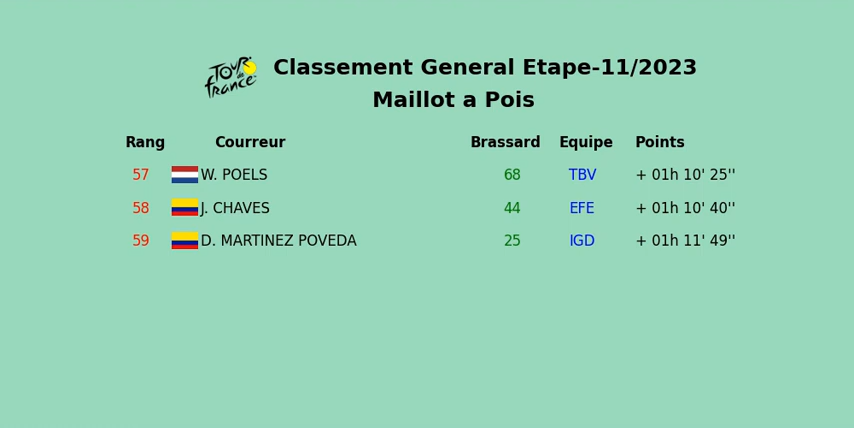 TOUR de france
Classement General Etape-11/2023
Maillot a Pois
Rang Courreur Brassard Equipe Points
57 W. POELS 68 TBV + 01h 10' 25''
58 J. CHAVES 44 EFE + 01h 10' 40''
59 D. MARTINEZ POVEDA 25 IGD + 01h 11' 49''